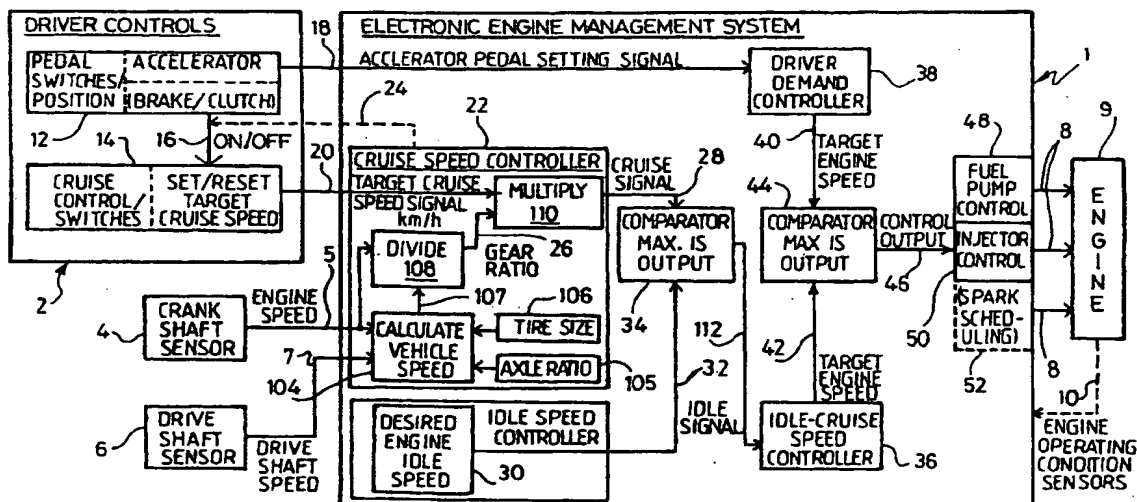 DRIVER CONTROLS
PEDAL
SWITCHES/
POSITION
ACCELERATOR
(BRAKE/CLUTCH)
12
14
16
ON/OFF
CRUISE
CONTROL/
SWITCHES
SET/RESET
TARGET
CRUISE SPEED
2
18
20
24
ELECTRONIC ENGINE MANAGEMENT SYSTEM
ACCLERATOR PEDAL SETTING SIGNAL
DRIVER
DEMAND
CONTROLLER
38
1
22
CRUISE SPEED CONTROLLER
TARGET CRUISE
SPEED SIGNAL
km/h
MULTIPLY
110
CRUISE
SIGNAL
28
DIVIDE
108
26
GEAR
RATIO
107
106
TIRE SIZE
CALCULATE
VEHICLE
SPEED
AXLE RATIO
105
104
5
ENGINE
SPEED
CRANK
SHAFT
SENSOR
4
7
DRIVE
SHAFT
SENSOR
6
DRIVE
SHAFT
SPEED
DESIRED
ENGINE
IDLE SPEED
30
IDLE SPEED
CONTROLLER
COMPARATOR
MAX. IS
OUTPUT
34
32
IDLE
SIGNAL
112
40
TARGET
ENGINE
SPEED
44
COMPARATOR
MAX IS
OUTPUT
CONTROL
OUTPUT
46
42
TARGET
ENGINE
SPEED
IDLE-CRUISE
SPEED
CONTROLLER
36
48
FUEL
PUMP
CONTROL
INJECTOR
CONTROL
50
(SPARK
SCHED-
ULING)
52
8
8
8
9
ENGINE
10
ENGINE
OPERATING
CONDITION
SENSORS